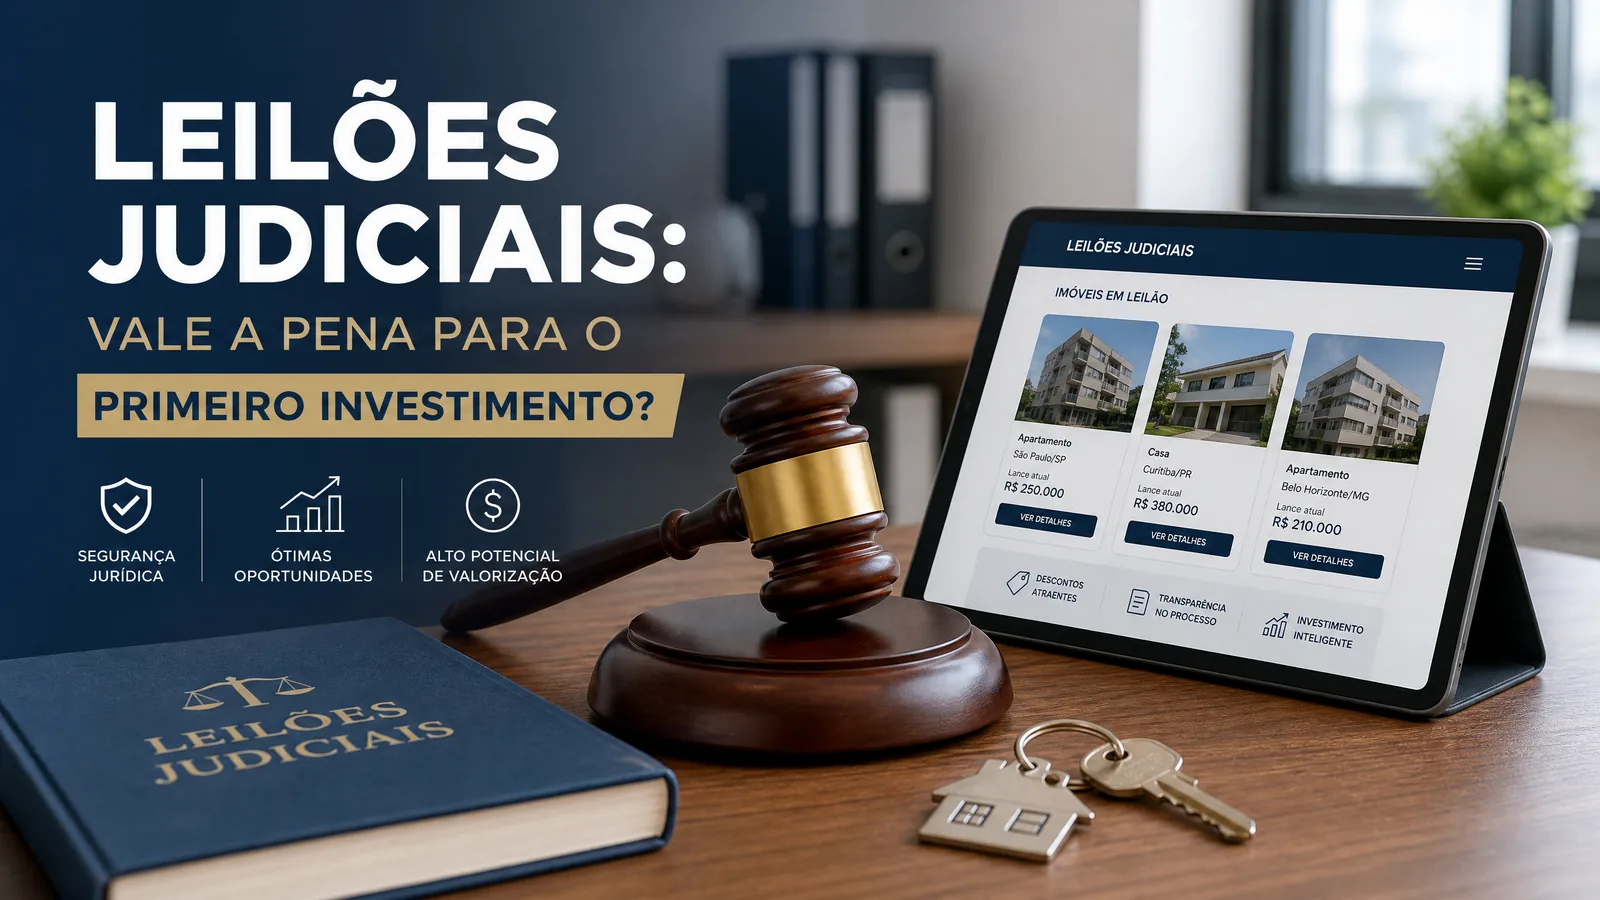 LEILÕES
JUDICIAIS:
VALE A PENA PARA O
PRIMEIRO INVESTIMENTO?
SEGURANÇA
JURÍDICA
ÓTIMAS
OPORTUNIDADES
ALTO POTENCIAL
DE VALORIZAÇÃO
LEILÕES
JUDICIAIS
LEILÕES JUDICIAIS
IMÓVEIS EM LEILÃO
Apartamento
São Paulo/SP
Lance atual
R$ 250.000
VER DETALHES
Casa
Curitiba/PR
Lance atual
R$ 380.000
VER DETALHES
Apartamento
Belo Horizonte/MG
Lance atual
R$ 210.000
VER DETALHES
DESCONTOS
ATRAENTES
TRANSPARÊNCIA
NO PROCESSO
INVESTIMENTO
INTELIGENTE